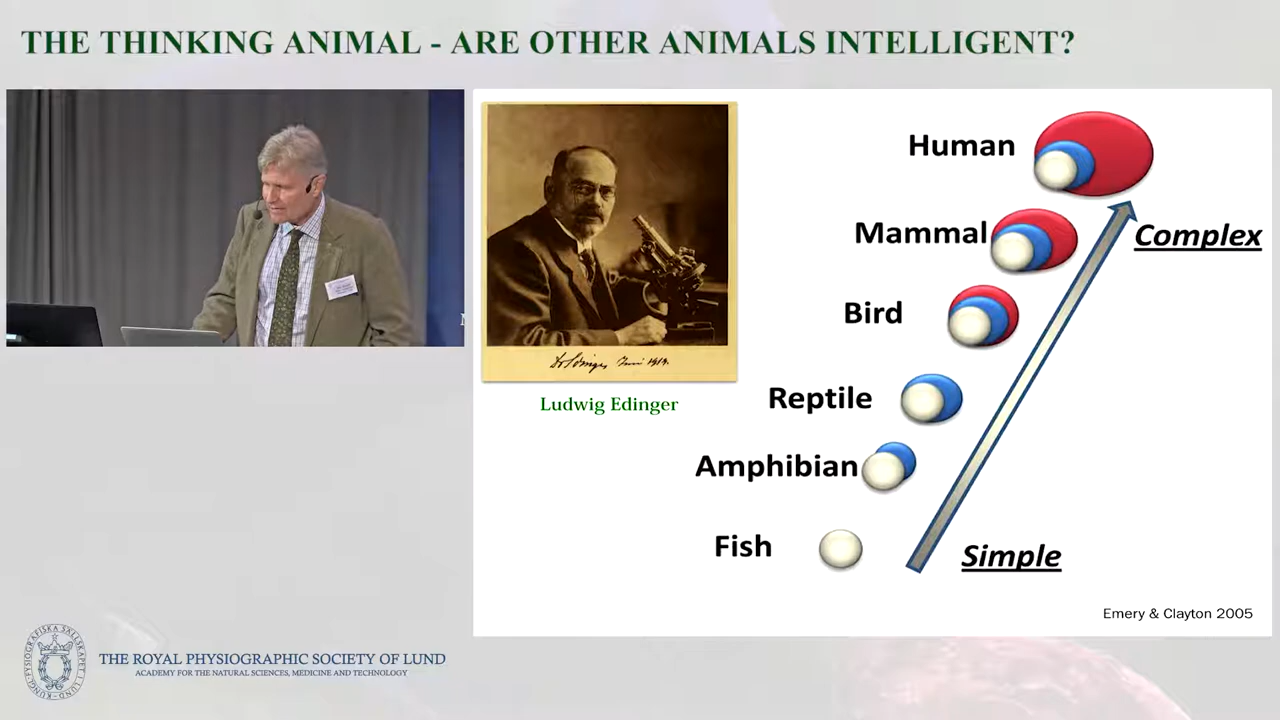 THE THINKING ANIMAL - ARE OTHER ANIMALS INTELLIGENT?
Human
Mammal
Complex
Bird
Ludwig Edinger
Reptile
Amphibian
Fish
Simple
Emery & Clayton 2005
THE ROYAL PHYSIOGRAPHIC SOCIETY OF LUND
ACADEMY FOR THE NATURAL SCIENCES, MEDICINE AND TECHNOLOGY